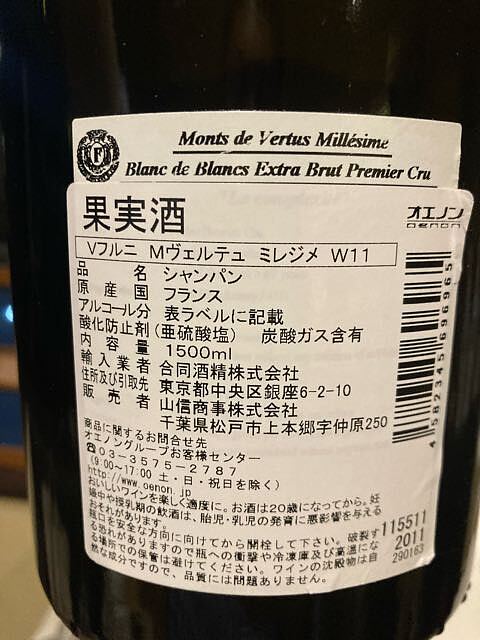 F
Monts de Vertus Millésime
Blanc de Blancs Extra Brut Premier Cru
果実酒
オエノン
OENON
Vフルニ Mヴェルテュ ミレジメ W11
品名 シャンパン
原産国 フランス
アルコール分 表ラベルに記載
酸化防止剤(亜硫酸塩) 炭酸ガス含有
内容量 1500ml
輸入業者 合同酒精株式会社
住所及び引取先 東京都中央区銀座6-2-10
販売者 山信商事株式会社
千葉県松戸市上本郷字仲原250
4582345696965
商品に関するお問合せ先
オエノングループお客様センター
☎03-3575-2787
(9:00~17:00 土・日・祝日を除く)
http://www.oenon.jp
おいしいワインを楽しく適度に。お酒は20歳になってから。妊
娠中や授乳期の飲酒は、胎児・乳児の発育に悪影響を与える
おそれがあります。
瓶口を安全な方向に向けてから開栓して下さい。破裂す
る恐れがありますので瓶への衝撃や冷凍庫及び高温にな
る場所での保管は避けてください。ワインの沈殿物は自
然な成分ですので、品質には問題ありません。
115511
2011
290163